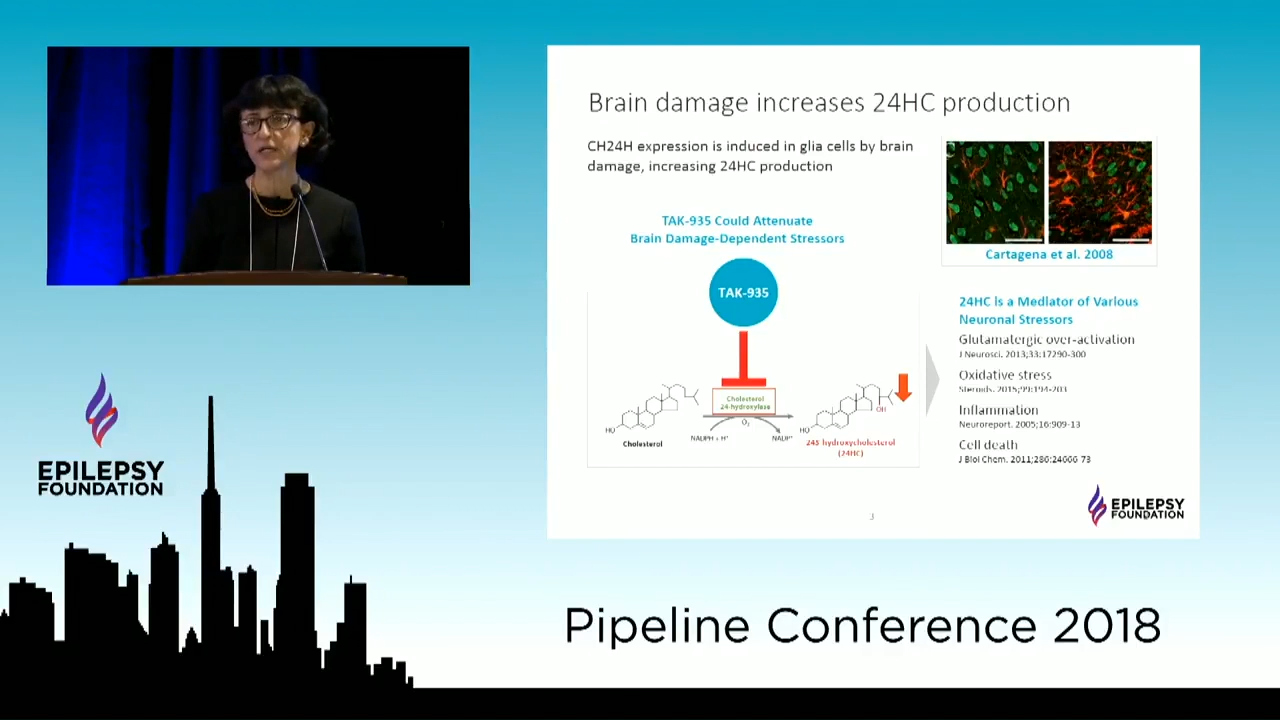 Brain damage increases 24HC production
CH24H expression is induced in glia cells by brain
damage, increasing 24HC production
TAK-935 Could Attenuate
Brain Damage-Dependent Stressors
TAK-935
Cholesterol
24-hydroxylase
O₂
HO
Cholesterol
NADPH + H⁺
NADP⁺
HO
OH
24S-hydroxycholesterol
(24HC)
Cartagena et al. 2008
24HC is a Mediator of Various
Neuronal Stressors
Glutamatergic over-activation
J Neurosci. 2013;33:17290-300
Oxidative stress
Steroids. 2015;99:194-203
Inflammation
Neuroreport. 2005;16:909-13
Cell death
J Biol Chem. 2011;286:24666-73
3
EPILEPSY
FOUNDATION
EPILEPSY
FOUNDATION
Pipeline Conference 2018